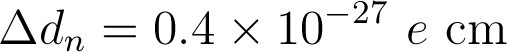 Δd_n = 0.4 × 10^{-27} e cm